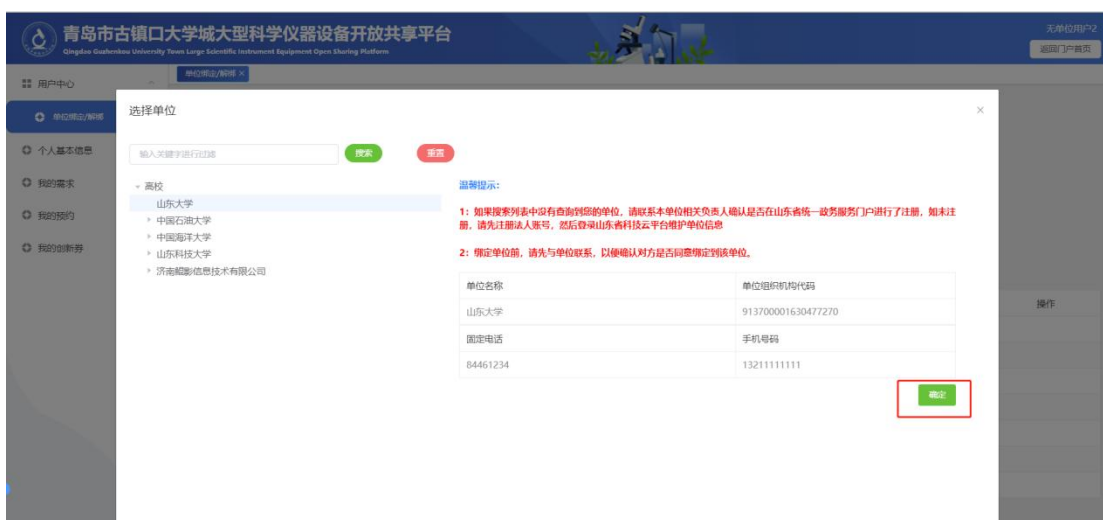 青岛市古镇口大学城大型科学仪器设备开放共享平台
Qingdao Guzhenkou University Town Large Scientific Instrument Equipment Open Sharing Platform
无单位用户2
返回门户首页
用户中心
单位绑定/解绑 ×
单位绑定/解绑
个人基本信息
我的需求
我的预约
我的创新券
选择单位
×
输入关键字进行过滤
搜索
重置
高校
山东大学
中国石油大学
中国海洋大学
山东科技大学
济南鲲影信息技术有限公司
温馨提示:
1: 如果搜索列表中没有查询到您的单位, 请联系本单位相关负责人确认是否在山东省统一政务服务门户进行了注册, 如未注
册, 请先注册法人账号, 然后登录山东省科技云平台维护单位信息
2: 绑定单位前, 请先与单位联系, 以便确认对方是否同意绑定到该单位。
单位名称 单位组织机构代码
山东大学 913700001630477270
固定电话 手机号码
84461234 13211111111
确定
操作